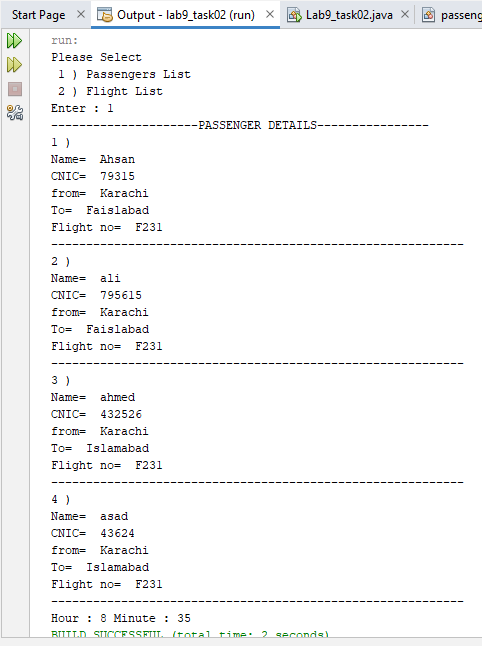 Start Page × Output - lab9_task02 (run) × Lab9_task02.java × passeng
run:
Please Select
 1 ) Passengers List
 2 ) Flight List
Enter : 1
---------------------PASSENGER DETAILS----------------
1 )
Name=  Ahsan
CNIC=  79315
from=  Karachi
To=  Faislabad
Flight no=  F231
-----------------------------------------------------------
2 )
Name=  ali
CNIC=  795615
from=  Karachi
To=  Faislabad
Flight no=  F231
-----------------------------------------------------------
3 )
Name=  ahmed
CNIC=  432526
from=  Karachi
To=  Islamabad
Flight no=  F231
-----------------------------------------------------------
4 )
Name=  asad
CNIC=  43624
from=  Karachi
To=  Islamabad
Flight no=  F231
-----------------------------------------------------------
Hour : 8 Minute : 35
BUILD SUCCESSFUL (total time: 2 seconds)